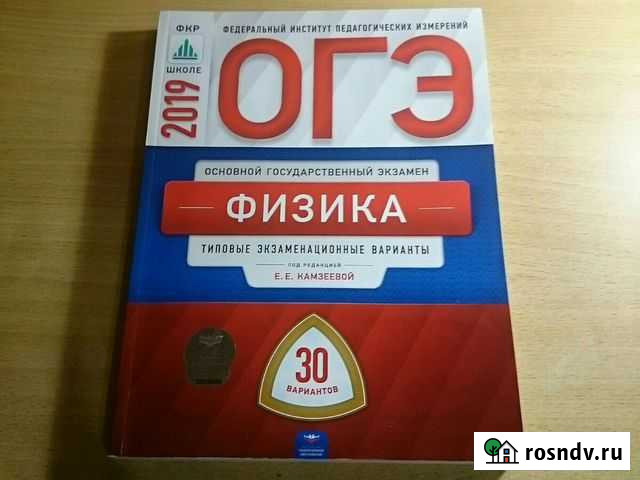 ФКР
ШКОЛЕ
2019
ФЕДЕРАЛЬНЫЙ ИНСТИТУТ ПЕДАГОГИЧЕСКИХ ИЗМЕРЕНИЙ
ОГЭ
ОСНОВНОЙ ГОСУДАРСТВЕННЫЙ ЭКЗАМЕН
ФИЗИКА
ТИПОВЫЕ ЭКЗАМЕНАЦИОННЫЕ ВАРИАНТЫ
ПОД РЕДАКЦИЕЙ
Е. Е. КАМЗЕЕВОЙ
30
ВАРИАНТОВ
rosndv.ru